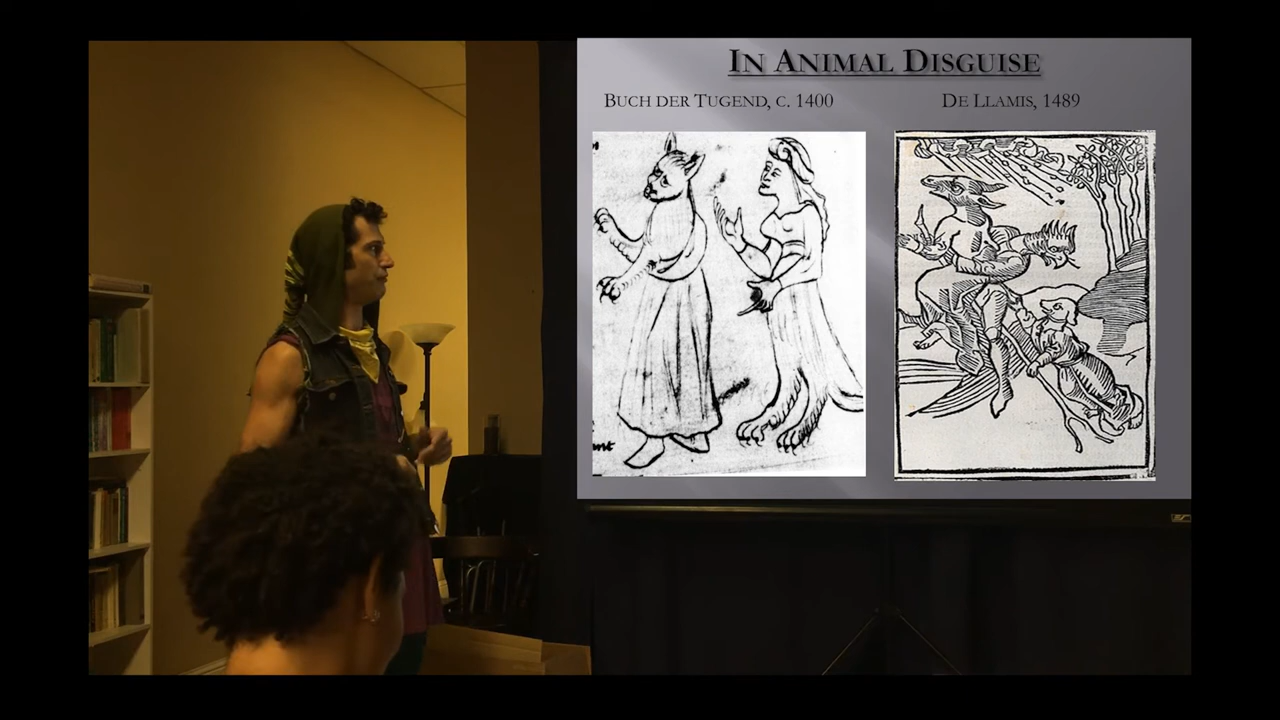 In Animal Disguise
Buch der Tugend, c. 1400
De Llamis, 1489